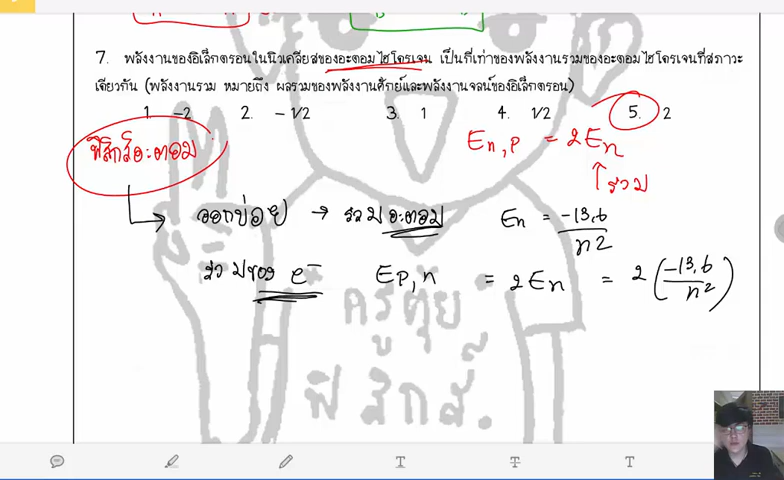 7. พลังงานของอิเล็กตรอนในนิวเคลียสของอะตอมไฮโดรเจน เป็นกี่เท่าของพลังงานรวมของอะตอมไฮโดรเจนที่สภาวะ
เดียวกัน (พลังงานรวม หมายถึง ผลรวมของพลังงานศักย์และพลังงานจลน์ของอิเล็กตรอน)
1. -2 2. - 1/2 3. 1 4. 1/2 5. 2
ฟิสิกส์อะตอม
En,p = 2En
↑รวม
ออกบ่อย → รวมอะตอม En = -13,6/n2
รวมของ e⁻ Ep,n = 2En = 2(-13,6/n²)
ครูตุ้ย
ฟิสิกส์.